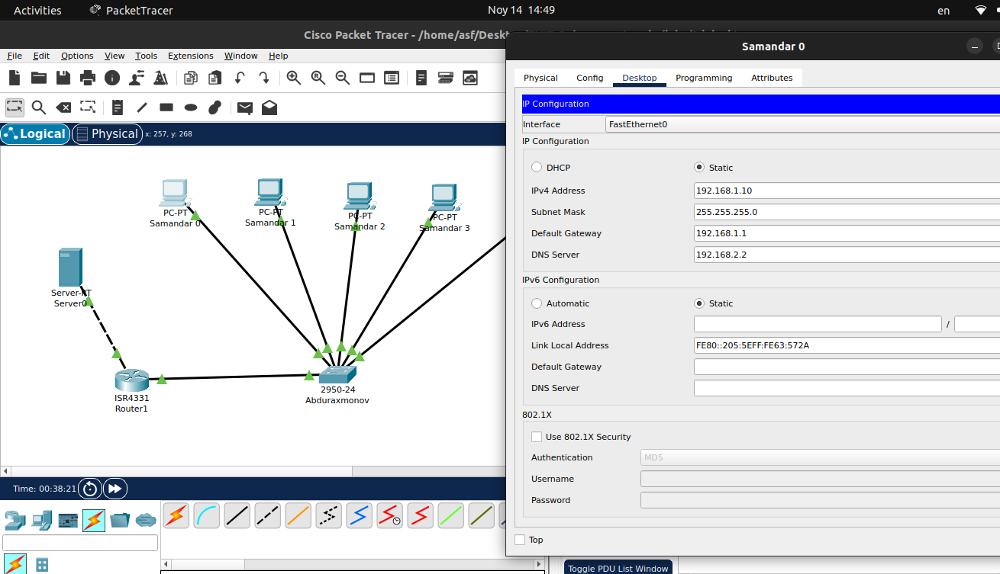 Activities
PacketTracer
Noy 14 14:49
en
Cisco Packet Tracer - /home/asf/Desk
File Edit Options View Tools Extensions Window Help
Logical
Physical
x: 257, y: 268
PC-PT
Samandar 0
PC-PT
Samandar 1
PC-PT
Samandar 2
PC-PT
Samandar 3
Server-PT
Server0
ISR4331
Router1
2950-24
Abduraxmonov
Time: 00:38:21
Samandar 0
Physical Config Desktop Programming Attributes
IP Configuration
Interface FastEthernet0
IP Configuration
DHCP Static
IPv4 Address 192.168.1.10
Subnet Mask 255.255.255.0
Default Gateway 192.168.1.1
DNS Server 192.168.2.2
IPv6 Configuration
Automatic Static
IPv6 Address /
Link Local Address FE80::205:5EFF:FE63:572A
Default Gateway
DNS Server
802.1X
Use 802.1X Security
Authentication MD5
Username
Password
Top
Toggle PDU List Window